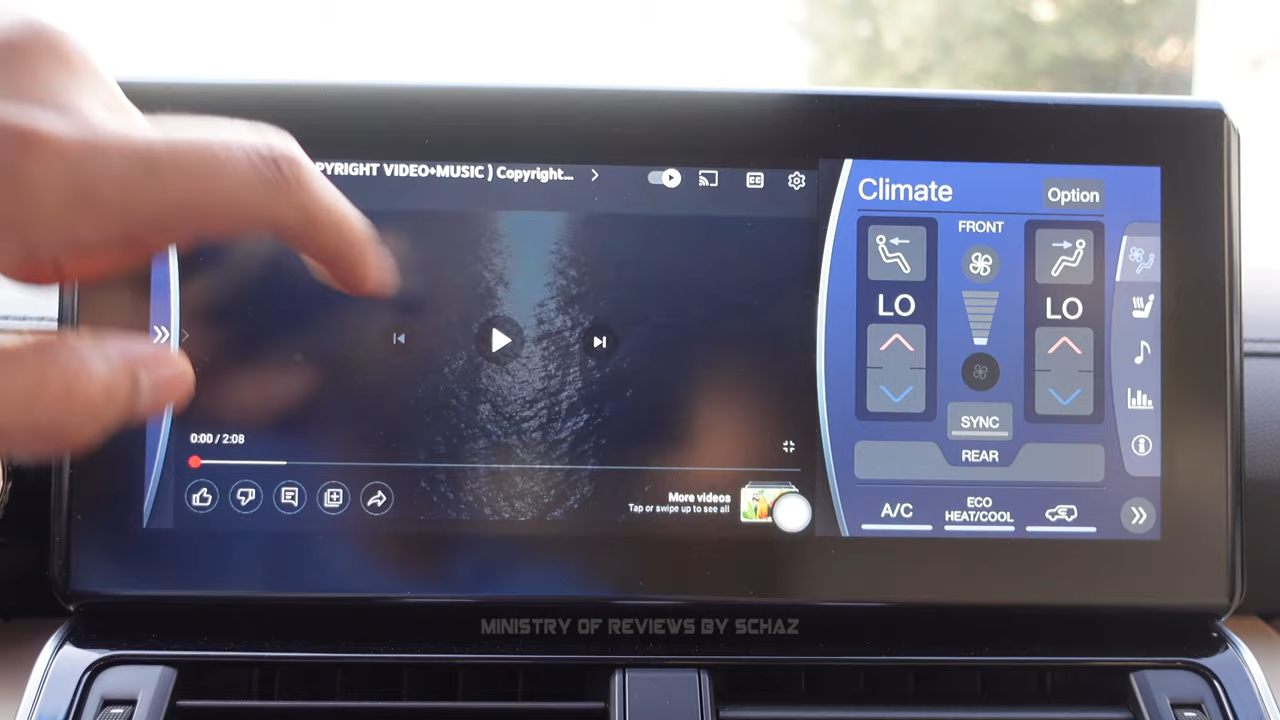 PYRIGHT VIDEO+MUSIC ) Copyright...
CC
0:00 / 2:08
More videos
Tap or swipe up to see all
Climate
Option
FRONT
LO
LO
SYNC
REAR
A/C
ECO
HEAT/COOL
MINISTRY OF REVIEWS BY SCHAZ